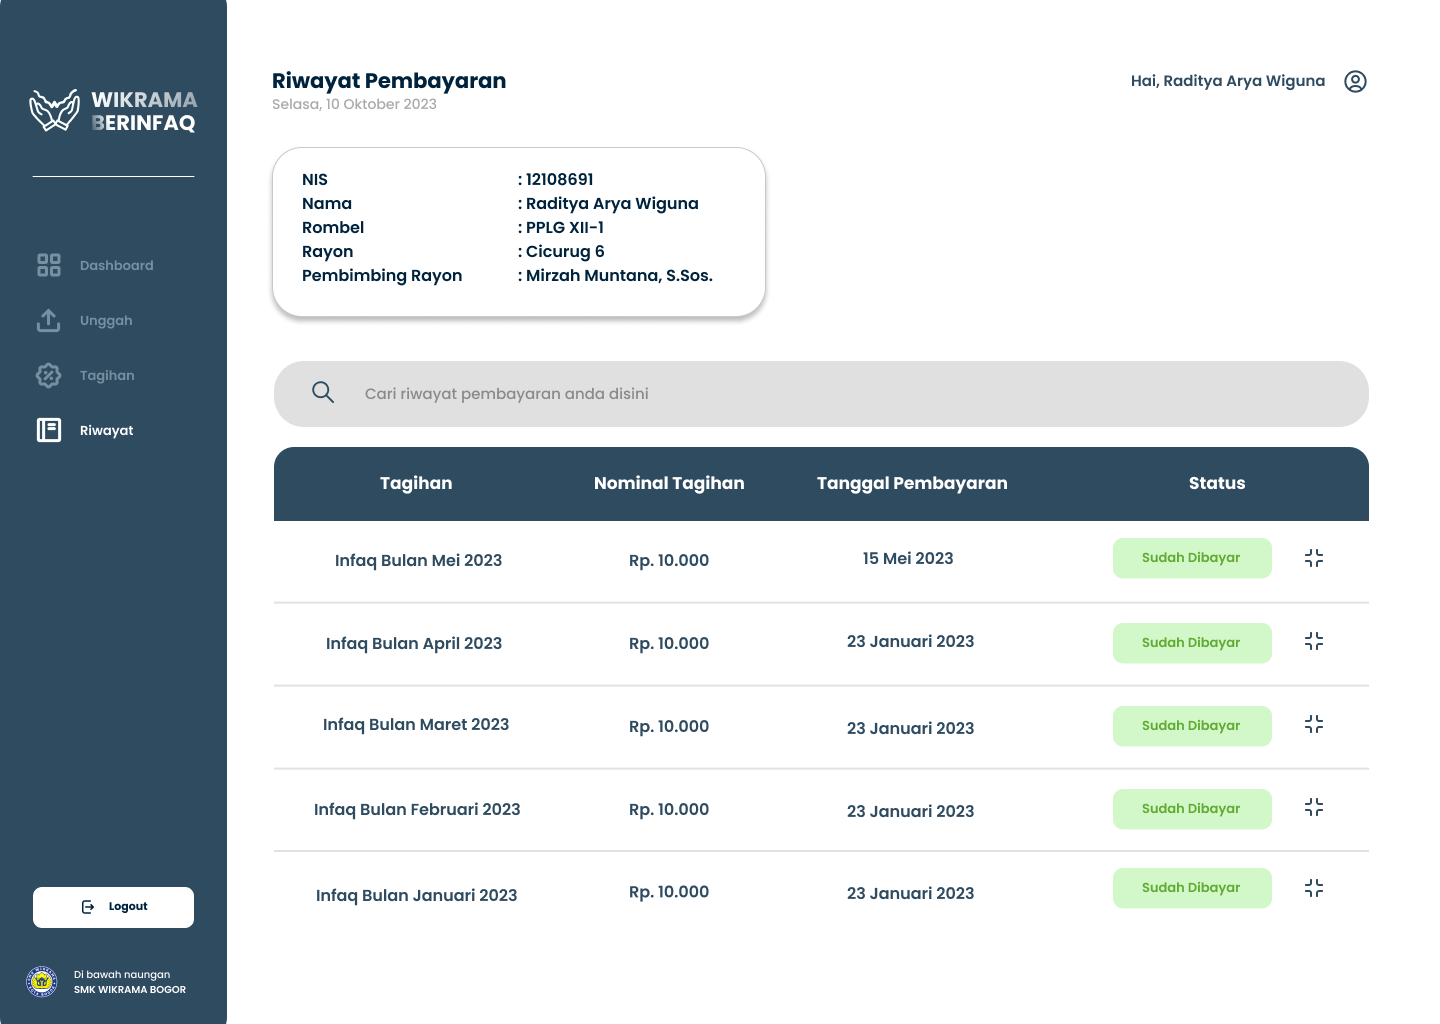 WIKRAMA
BERINFAQ
Dashboard
Unggah
Tagihan
Riwayat
Logout
Di bawah naungan
SMK WIKRAMA BOGOR
Riwayat Pembayaran
Selasa, 10 Oktober 2023
Hai, Raditya Arya Wiguna
NIS : 12108691
Nama : Raditya Arya Wiguna
Rombel : PPLG XII-1
Rayon : Cicurug 6
Pembimbing Rayon : Mirzah Muntana, S.Sos.
Cari riwayat pembayaran anda disini
Tagihan Nominal Tagihan Tanggal Pembayaran Status
Infaq Bulan Mei 2023 Rp. 10.000 15 Mei 2023 Sudah Dibayar
Infaq Bulan April 2023 Rp. 10.000 23 Januari 2023 Sudah Dibayar
Infaq Bulan Maret 2023 Rp. 10.000 23 Januari 2023 Sudah Dibayar
Infaq Bulan Februari 2023 Rp. 10.000 23 Januari 2023 Sudah Dibayar
Infaq Bulan Januari 2023 Rp. 10.000 23 Januari 2023 Sudah Dibayar